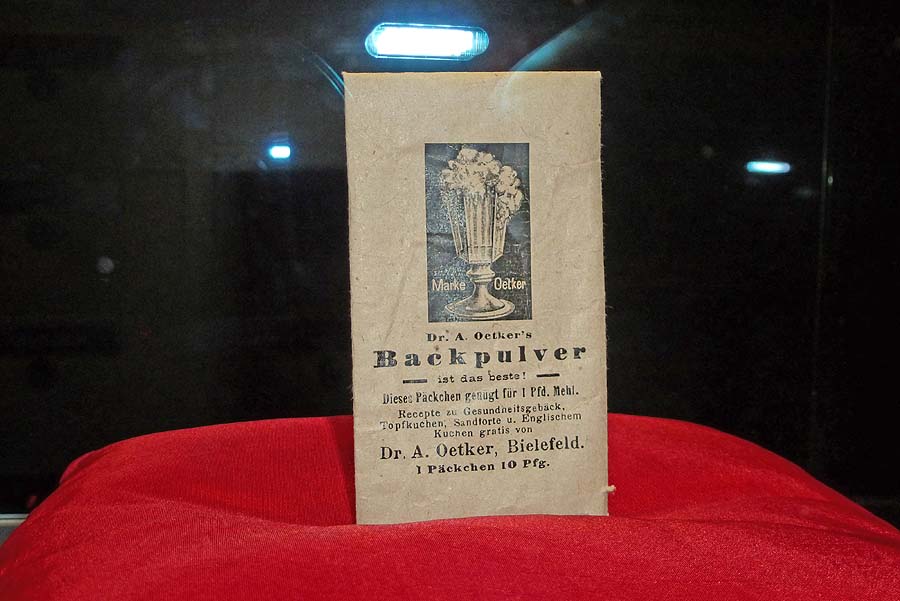 Marke Oetker
Dr. A. Oetker's
Backpulver
ist das beste!
Dieses Päckchen genügt für 1 Pfd. Mehl.
Recepte zu Gesundheitsgebäck,
Topfkuchen, Sandtorte u. Englischem
Kuchen gratis von
Dr. A. Oetker, Bielefeld.
1 Päckchen 10 Pfg.